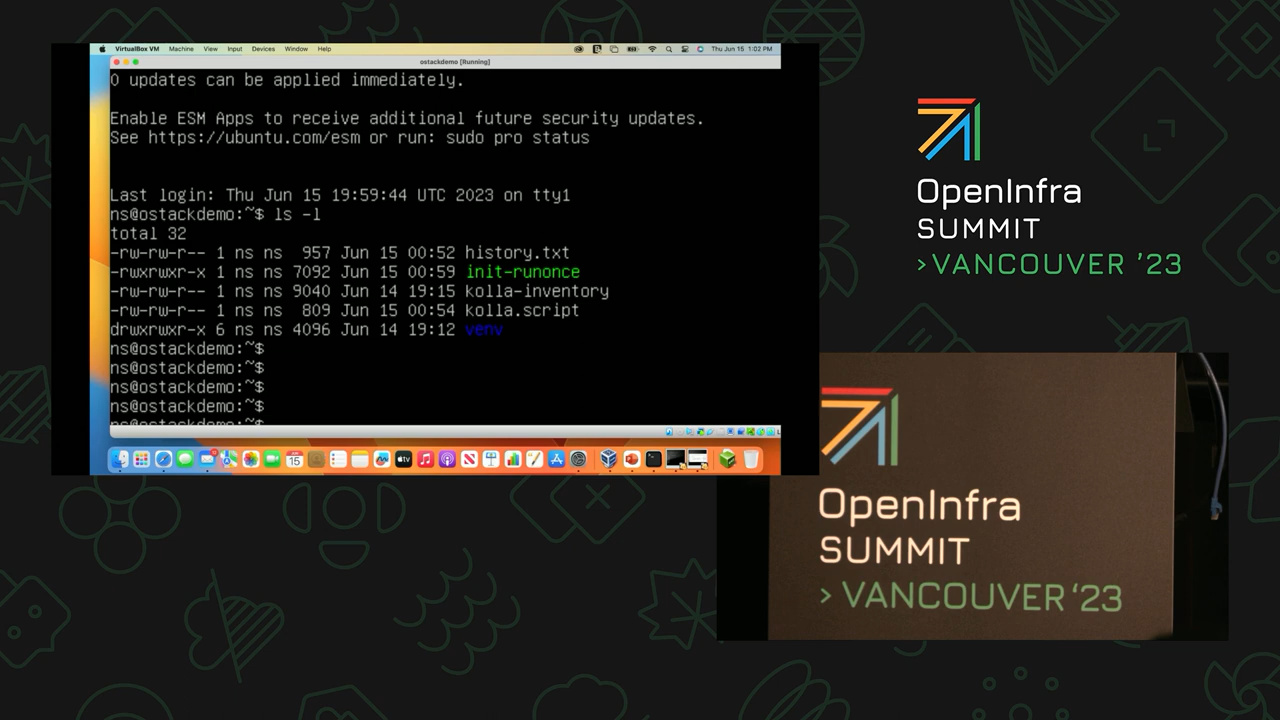 VirtualBox VM Machine View Input Devices Window Help
Thu Jun 15 1:02 PM
ostackdemo [Running]
0 updates can be applied immediately.
Enable ESM Apps to receive additional future security updates.
See https://ubuntu.com/esm or run: sudo pro status
Last login: Thu Jun 15 19:59:44 UTC 2023 on tty1
ns@ostackdemo:~$ ls -l
total 32
-rw-rw-r-- 1 ns ns  957 Jun 15 00:52 history.txt
-rwxrwxr-x 1 ns ns 7092 Jun 15 00:59 init-runonce
-rw-rw-r-- 1 ns ns 9040 Jun 14 19:15 kolla-inventory
-rw-rw-r-- 1 ns ns  809 Jun 15 00:54 kolla.script
drwxrwxr-x 6 ns ns 4096 Jun 14 19:12 venv
ns@ostackdemo:~$
ns@ostackdemo:~$
ns@ostackdemo:~$
ns@ostackdemo:~$
ns@ostackdemo:~$
OpenInfra
SUMMIT
>VANCOUVER '23
OpenInfra
SUMMIT
> VANCOUVER '23